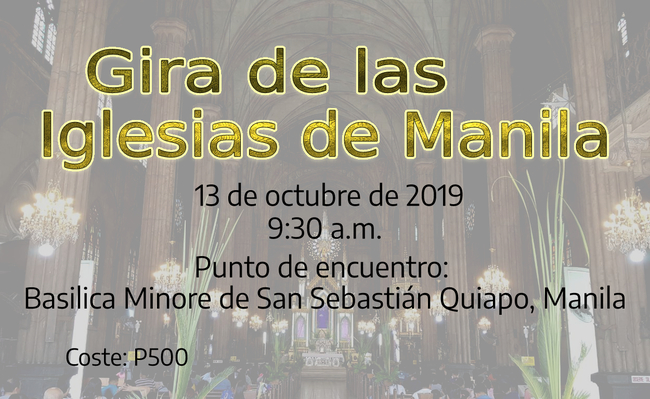 Gira de las
Iglesias de Manila
13 de octubre de 2019
9:30 a.m.
Punto de encuentro:
Basilica Minore de San Sebastián Quiapo, Manila
Coste: P500